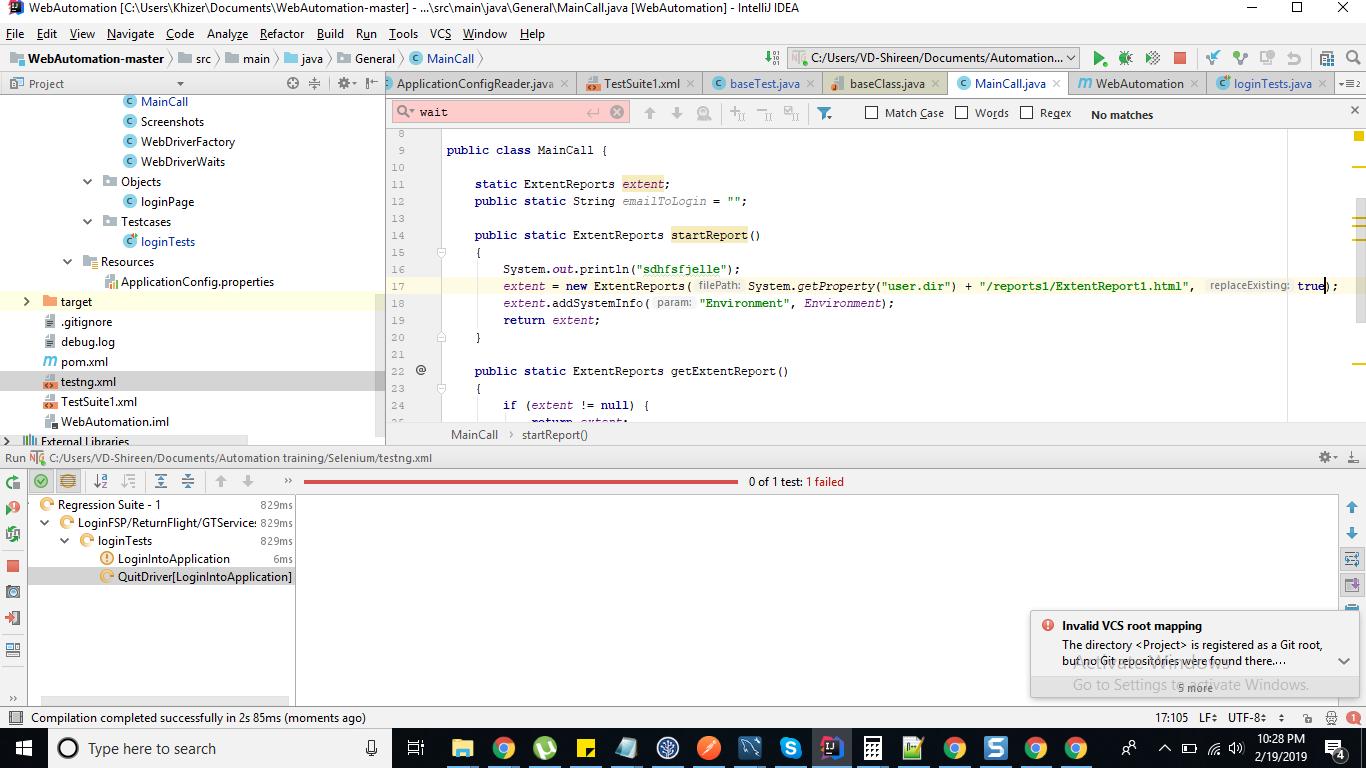 WebAutomation [C:\Users\Khizer\Documents\WebAutomation-master] - ...\src\main\java\General\MainCall.java [WebAutomation] - IntelliJ IDEA
File Edit View Navigate Code Analyze Refactor Build Run Tools VCS Window Help
WebAutomation-master src main java General MainCall C:/Users/VD-Shireen/Documents/Automation...
Project ApplicationConfigReader.java TestSuite1.xml baseTest.java baseClass.java MainCall.java WebAutomation loginTests.java
MainCall
Screenshots
WebDriverFactory
WebDriverWaits
Objects
loginPage
Testcases
loginTests
Resources
ApplicationConfig.properties
target
.gitignore
debug.log
pom.xml
testng.xml
TestSuite1.xml
WebAutomation.iml
External Libraries
wait Match Case Words Regex No matches
8
9 public class MainCall {
10
11 static ExtentReports extent;
12 public static String emailToLogin = "";
13
14 public static ExtentReports startReport()
15 {
16 System.out.println("sdhfsfjelle");
17 extent = new ExtentReports( filePath: System.getProperty("user.dir") + "/reports1/ExtentReport1.html", replaceExisting: true);
18 extent.addSystemInfo( param: "Environment", Environment);
19 return extent;
20 }
21
22 @ public static ExtentReports getExtentReport()
23 {
24 if (extent != null) {
25 return extent;
MainCall startReport()
Run C:/Users/VD-Shireen/Documents/Automation training/Selenium/testng.xml
0 of 1 test: 1 failed
Regression Suite - 1 829ms
LoginFSP/ReturnFlight/GTServices 829ms
loginTests 829ms
LoginIntoApplication 6ms
QuitDriver[LoginIntoApplication]
Invalid VCS root mapping
The directory <Project> is registered as a Git root,
but no Git repositories were found there....
5 more
Activate Windows
Go to Settings to activate Windows.
Compilation completed successfully in 2s 85ms (moments ago) 17:105 LF UTF-8 1
Type here to search
10:28 PM
2/19/2019
4